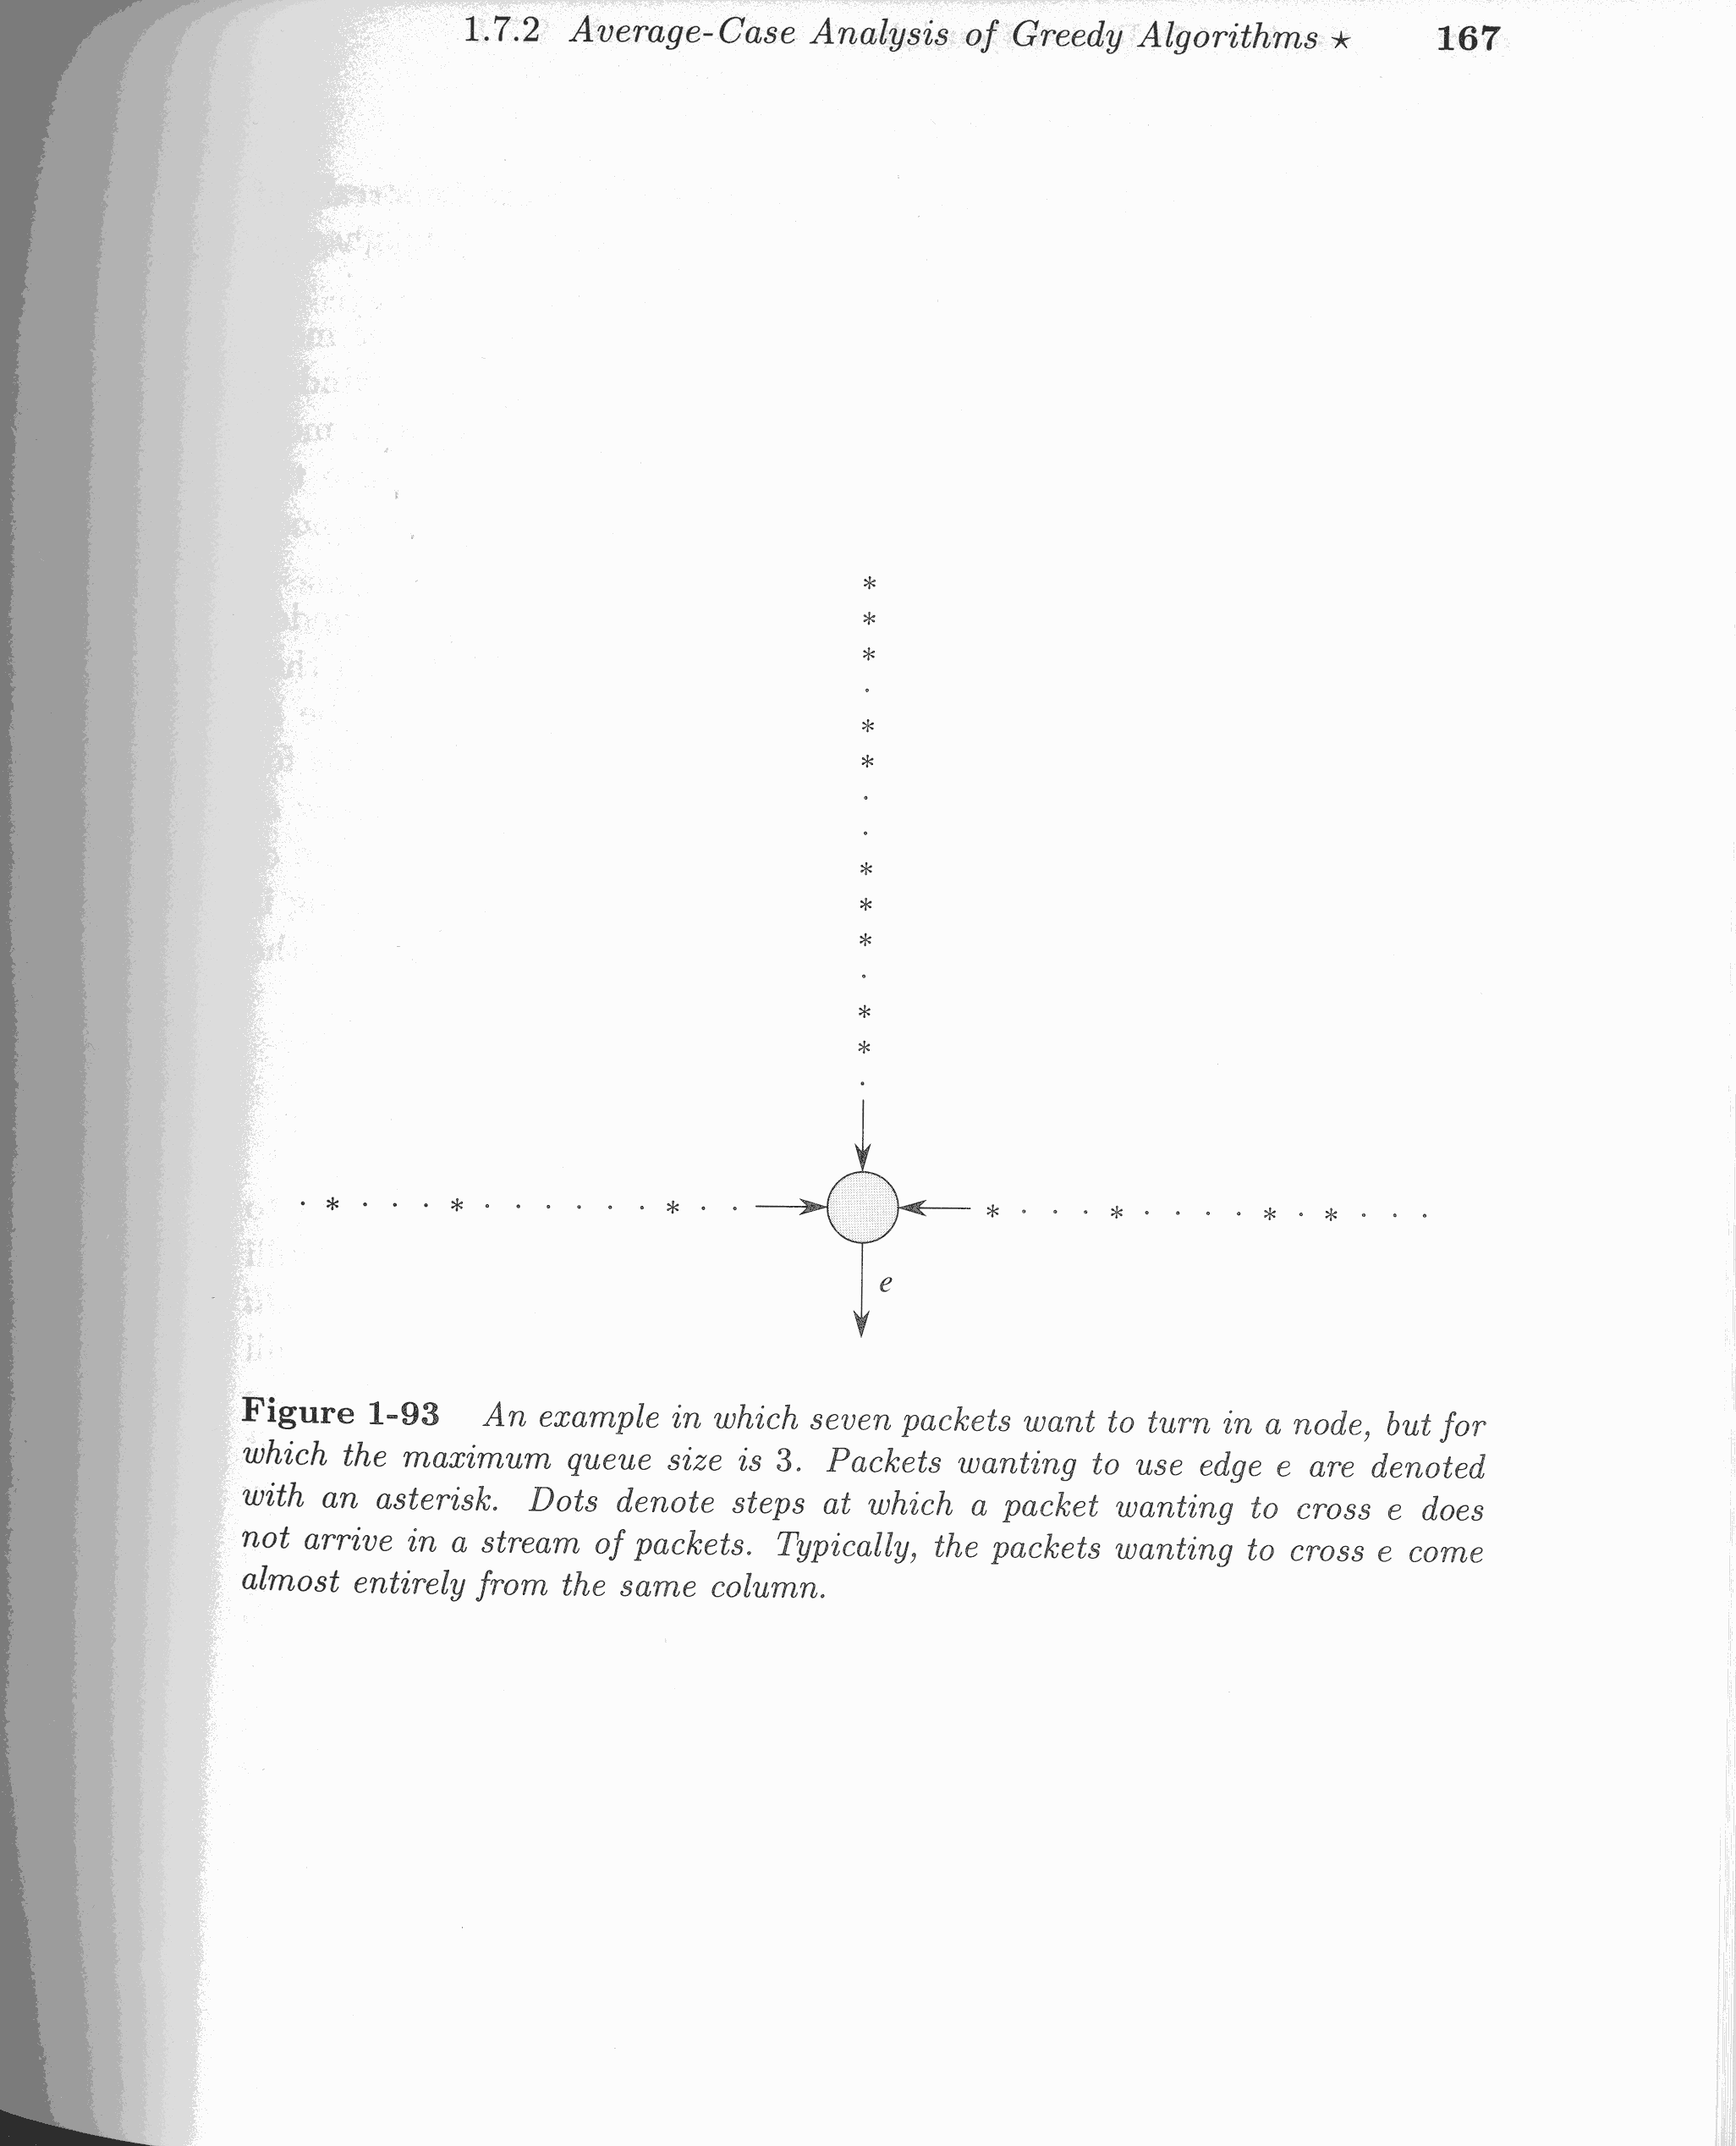 1.7.2 Average-Case Analysis of Greedy Algorithms ⋆ 167
*
*
*
.
*
*
.
.
*
*
*
.
*
*
.
. * . . . * . . . . . . * . . * . . . * . . . . * . * . . .
e
Figure 1-93 An example in which seven packets want to turn in a node, but for
which the maximum queue size is 3. Packets wanting to use edge e are denoted
with an asterisk. Dots denote steps at which a packet wanting to cross e does
not arrive in a stream of packets. Typically, the packets wanting to cross e come
almost entirely from the same column.